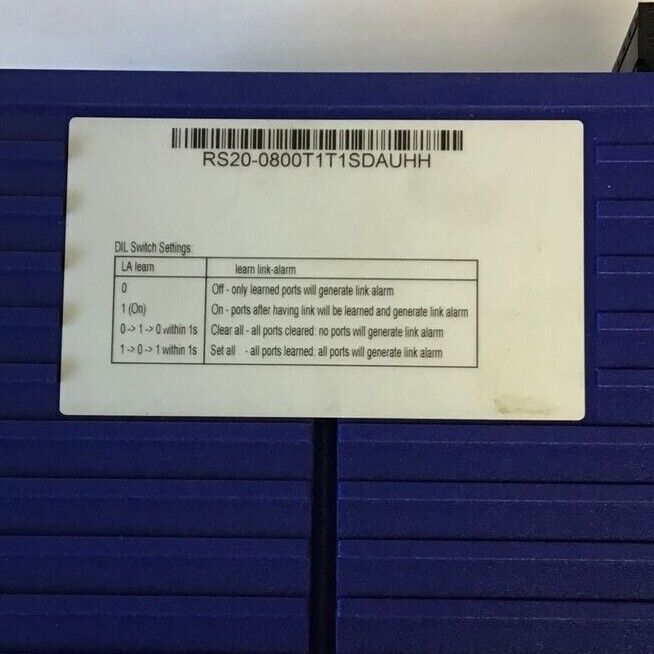 RS20-0800T1T1SDAUHH
DIL Switch Settings:
LA learn learn link-alarm
0 Off - only learned ports will generate link alarm
1 (On) On - ports after having link will be learned and generate link alarm
0 -> 1 -> 0 within 1s Clear all - all ports cleared: no ports will generate link alarm
1 -> 0 -> 1 within 1s Set all - all ports learned: all ports will generate link alarm